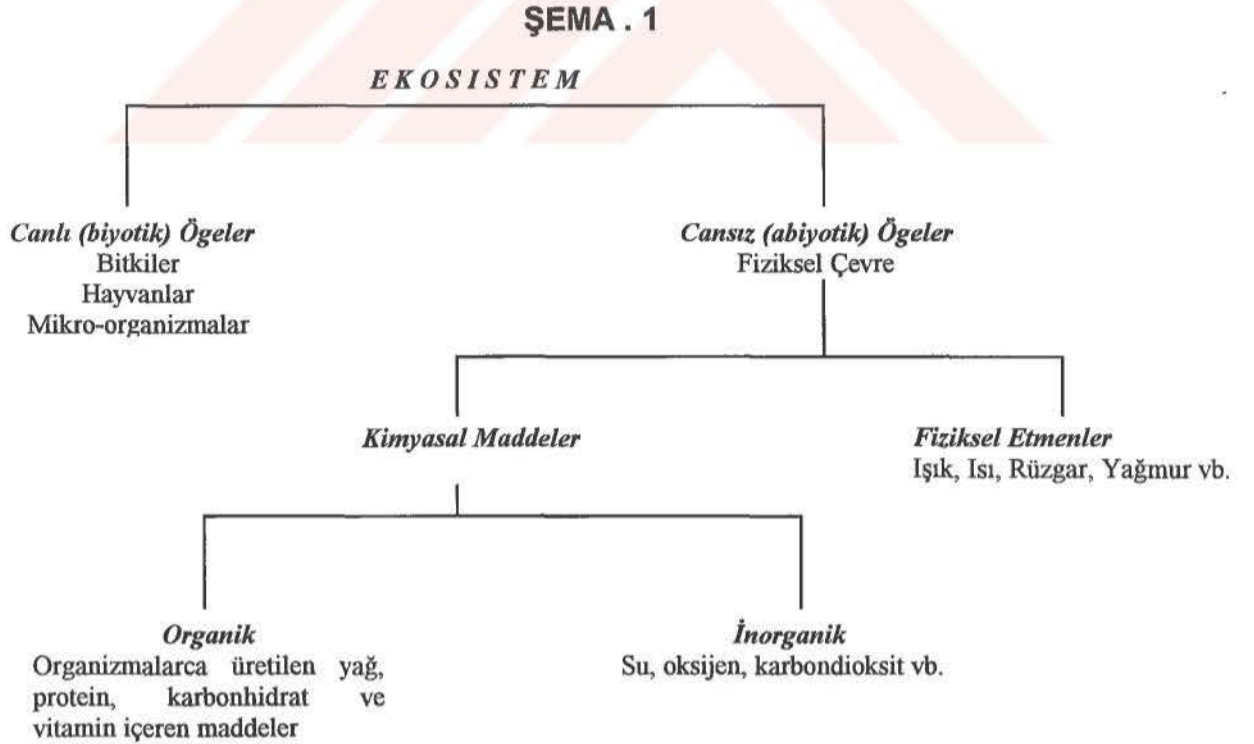 ŞEMA . 1
EKOSISTEM
Canlı (biyotik) Ögeler
Bitkiler
Hayvanlar
Mikro-organizmalar
Cansız (abiyotik) Ögeler
Fiziksel Çevre
Kimyasal Maddeler
Fiziksel Etmenler
Işık, Isı, Rüzgar, Yağmur vb.
Organik
Organizmalarca üretilen yağ,
protein, karbonhidrat ve
vitamin içeren maddeler
İnorganik
Su, oksijen, karbondioksit vb.